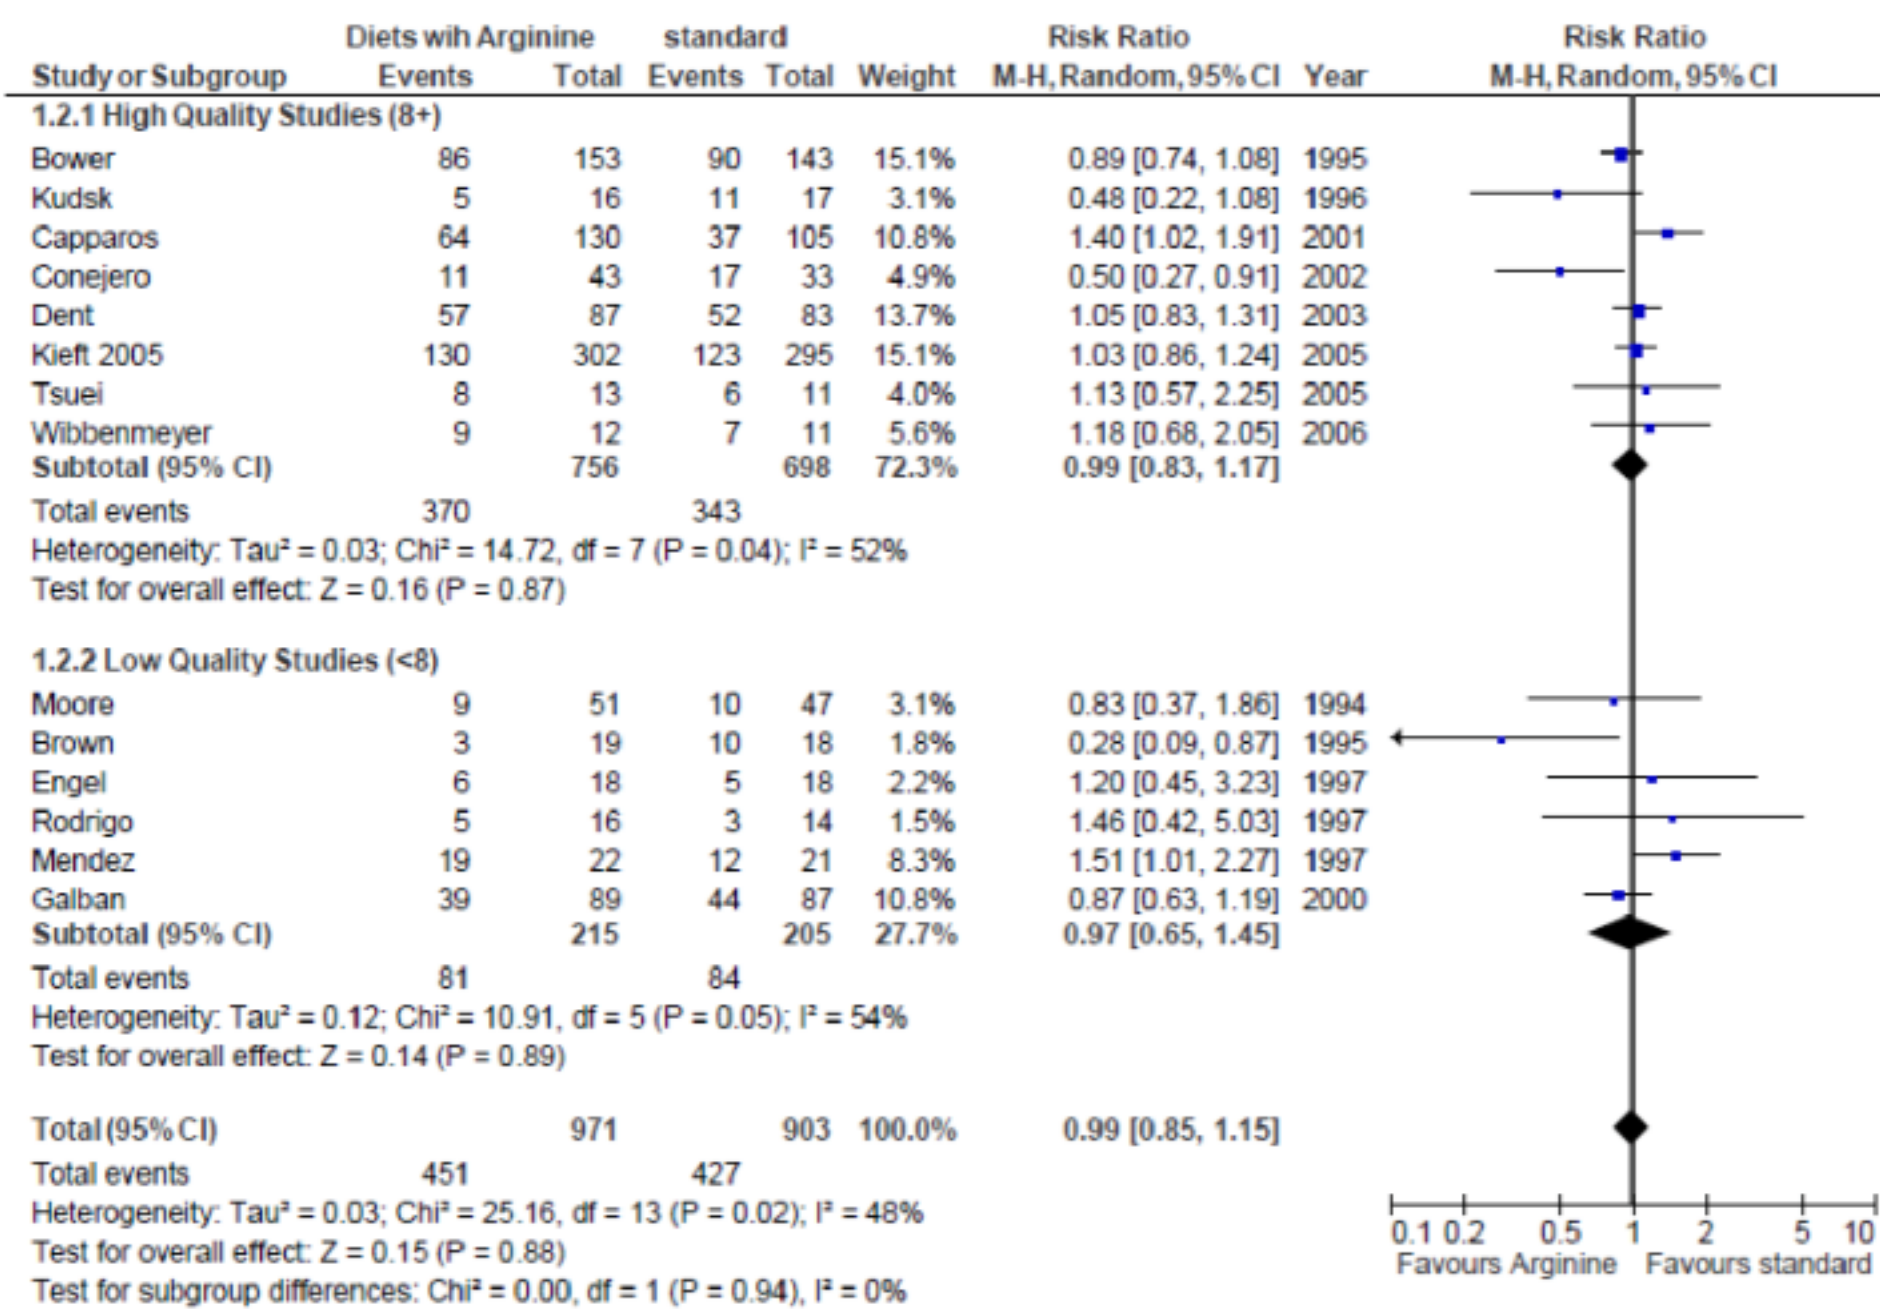 Diets wih Arginine standard Risk Ratio Risk Ratio
Study or Subgroup Events Total Events Total Weight M-H, Random, 95% CI Year M-H, Random, 95% CI
1.2.1 High Quality Studies (8+)
Bower 86 153 90 143 15.1% 0.89 [0.74, 1.08] 1995
Kudsk 5 16 11 17 3.1% 0.48 [0.22, 1.08] 1996
Capparos 64 130 37 105 10.8% 1.40 [1.02, 1.91] 2001
Conejero 11 43 17 33 4.9% 0.50 [0.27, 0.91] 2002
Dent 57 87 52 83 13.7% 1.05 [0.83, 1.31] 2003
Kieft 2005 130 302 123 295 15.1% 1.03 [0.86, 1.24] 2005
Tsuei 8 13 6 11 4.0% 1.13 [0.57, 2.25] 2005
Wibbenmeyer 9 12 7 11 5.6% 1.18 [0.68, 2.05] 2006
Subtotal (95% CI) 756 698 72.3% 0.99 [0.83, 1.17]
Total events 370 343
Heterogeneity: Tau² = 0.03; Chi² = 14.72, df = 7 (P = 0.04); I² = 52%
Test for overall effect: Z = 0.16 (P = 0.87)
1.2.2 Low Quality Studies (<8)
Moore 9 51 10 47 3.1% 0.83 [0.37, 1.86] 1994
Brown 3 19 10 18 1.8% 0.28 [0.09, 0.87] 1995
Engel 6 18 5 18 2.2% 1.20 [0.45, 3.23] 1997
Rodrigo 5 16 3 14 1.5% 1.46 [0.42, 5.03] 1997
Mendez 19 22 12 21 8.3% 1.51 [1.01, 2.27] 1997
Galban 39 89 44 87 10.8% 0.87 [0.63, 1.19] 2000
Subtotal (95% CI) 215 205 27.7% 0.97 [0.65, 1.45]
Total events 81 84
Heterogeneity: Tau² = 0.12; Chi² = 10.91, df = 5 (P = 0.05); I² = 54%
Test for overall effect: Z = 0.14 (P = 0.89)
Total (95% CI) 971 903 100.0% 0.99 [0.85, 1.15]
Total events 451 427
Heterogeneity: Tau² = 0.03; Chi² = 25.16, df = 13 (P = 0.02); I² = 48%
Test for overall effect: Z = 0.15 (P = 0.88)
Test for subgroup differences: Chi² = 0.00, df = 1 (P = 0.94), I² = 0%
0.1 0.2 0.5 1 2 5 10
Favours Arginine Favours standard